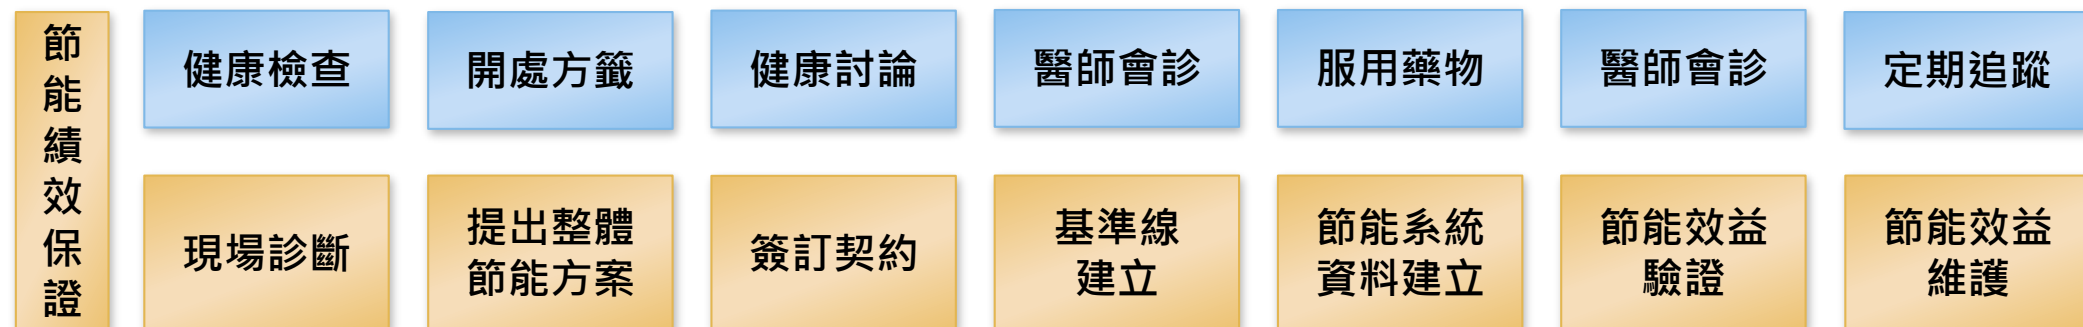 節能績效保證
健康檢查
開處方籤
健康討論
醫師會診
服用藥物
醫師會診
定期追蹤
現場診斷
提出整體
節能方案
簽訂契約
基準線
建立
節能系統
資料建立
節能效益
驗證
節能效益
維護